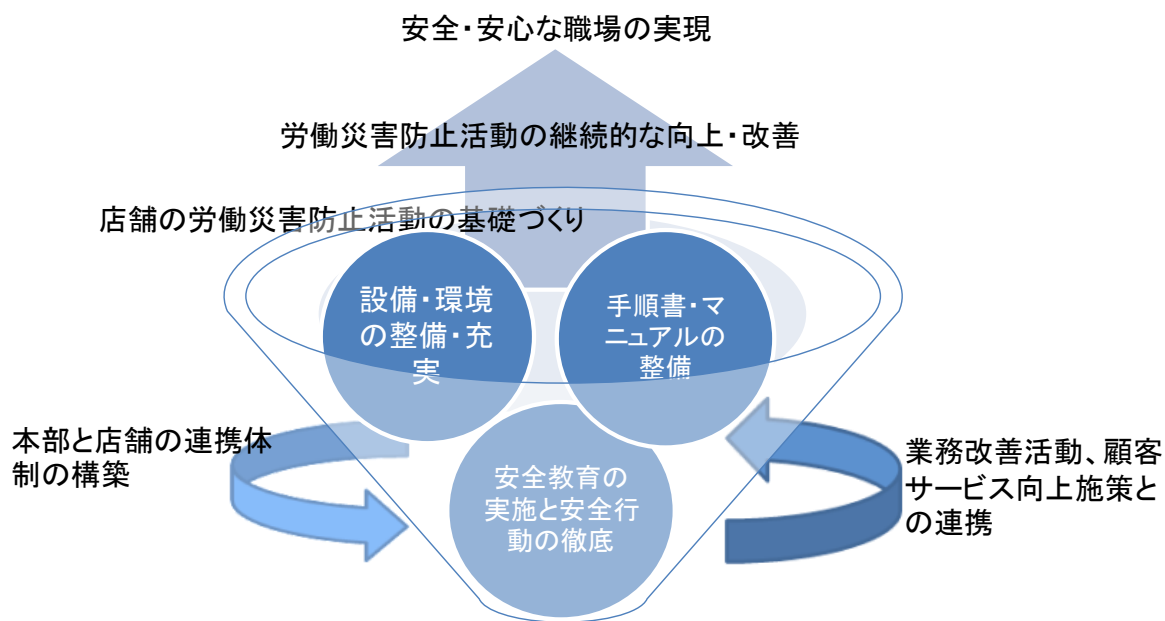 安全・安心な職場の実現
労働災害防止活動の継続的な向上・改善
店舗の労働災害防止活動の基礎づくり
設備・環境
の整備・充
実
手順書・マ
ニュアルの
整備
本部と店舗の連携体
制の構築
安全教育の
実施と安全行
動の徹底
業務改善活動、顧客
サービス向上施策と
の連携